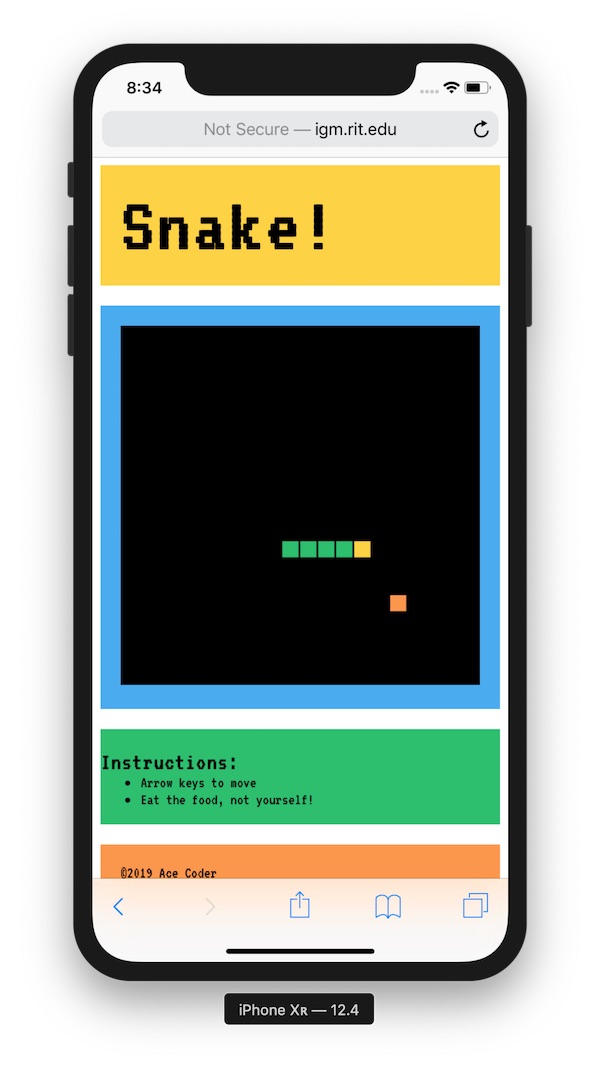 8:34
Not Secure — igm.rit.edu
Snake!
Instructions:
• Arrow keys to move
• Eat the food, not yourself!
©2019 Ace Coder
iPhone Xʀ — 12.4